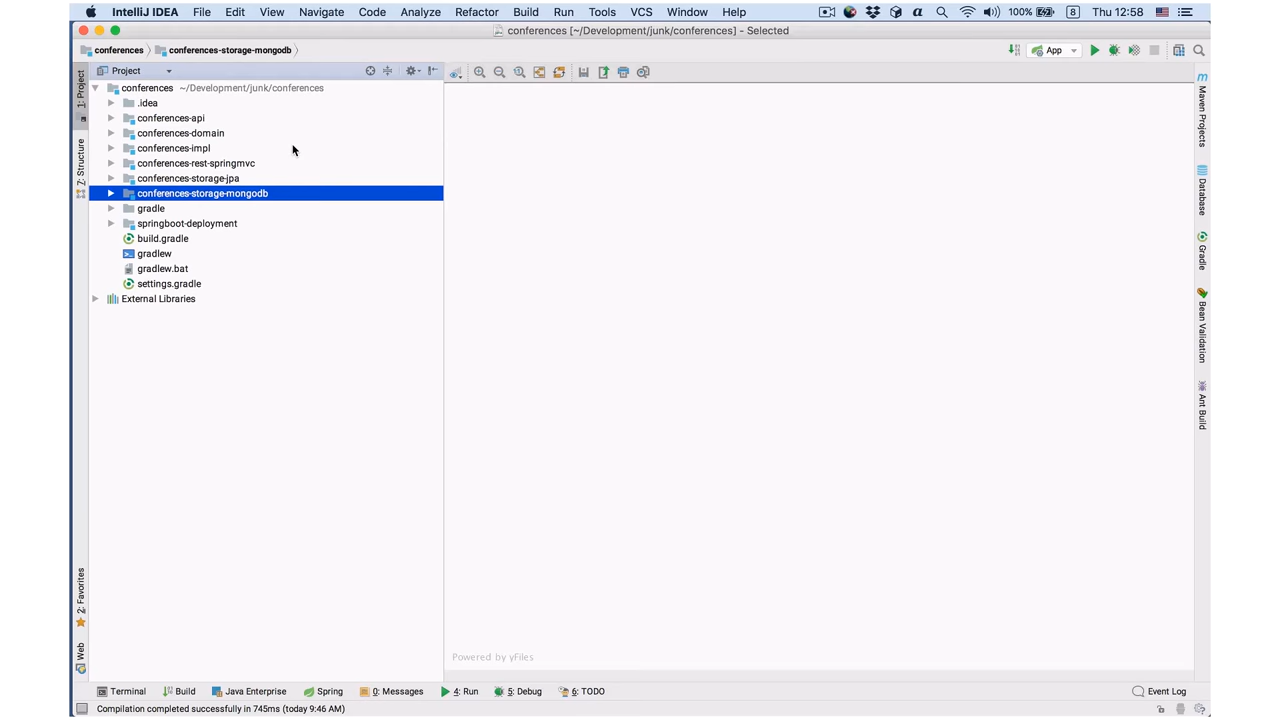 IntelliJ IDEA File Edit View Navigate Code Analyze Refactor Build Run Tools VCS Window Help 100% 8 Thu 12:58
conferences [~/Development/junk/conferences] - Selected
conferences conferences-storage-mongodb App
Project
1: Project
7: Structure
2: Favorites
Web
conferences ~/Development/junk/conferences
.idea
conferences-api
conferences-domain
conferences-impl
conferences-rest-springmvc
conferences-storage-jpa
conferences-storage-mongodb
gradle
springboot-deployment
build.gradle
gradlew
gradlew.bat
settings.gradle
External Libraries
Powered by yFiles
m
Maven Projects
Database
Gradle
Bean Validation
Ant Build
Terminal Build Java Enterprise Spring 0: Messages 4: Run 5: Debug 6: TODO Event Log
Compilation completed successfully in 745ms (today 9:46 AM)